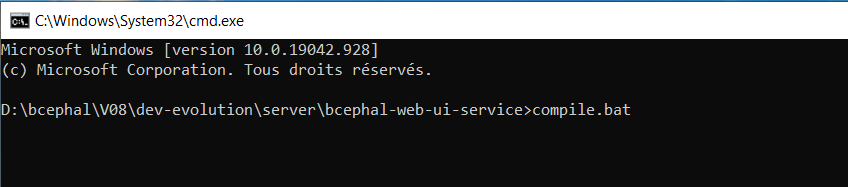 C:\Windows\System32\cmd.exe
Microsoft Windows [version 10.0.19042.928]
(c) Microsoft Corporation. Tous droits réservés.
D:\bcephal\V08\dev-evolution\server\bcephal-web-ui-service>compile.bat